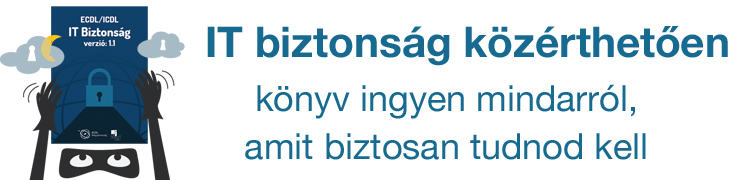 ECDL/ICDL
IT Biztonság
verzió: 1.1
IT biztonság közérthetően
könyv ingyen mindarról,
amit biztosan tudnod kell